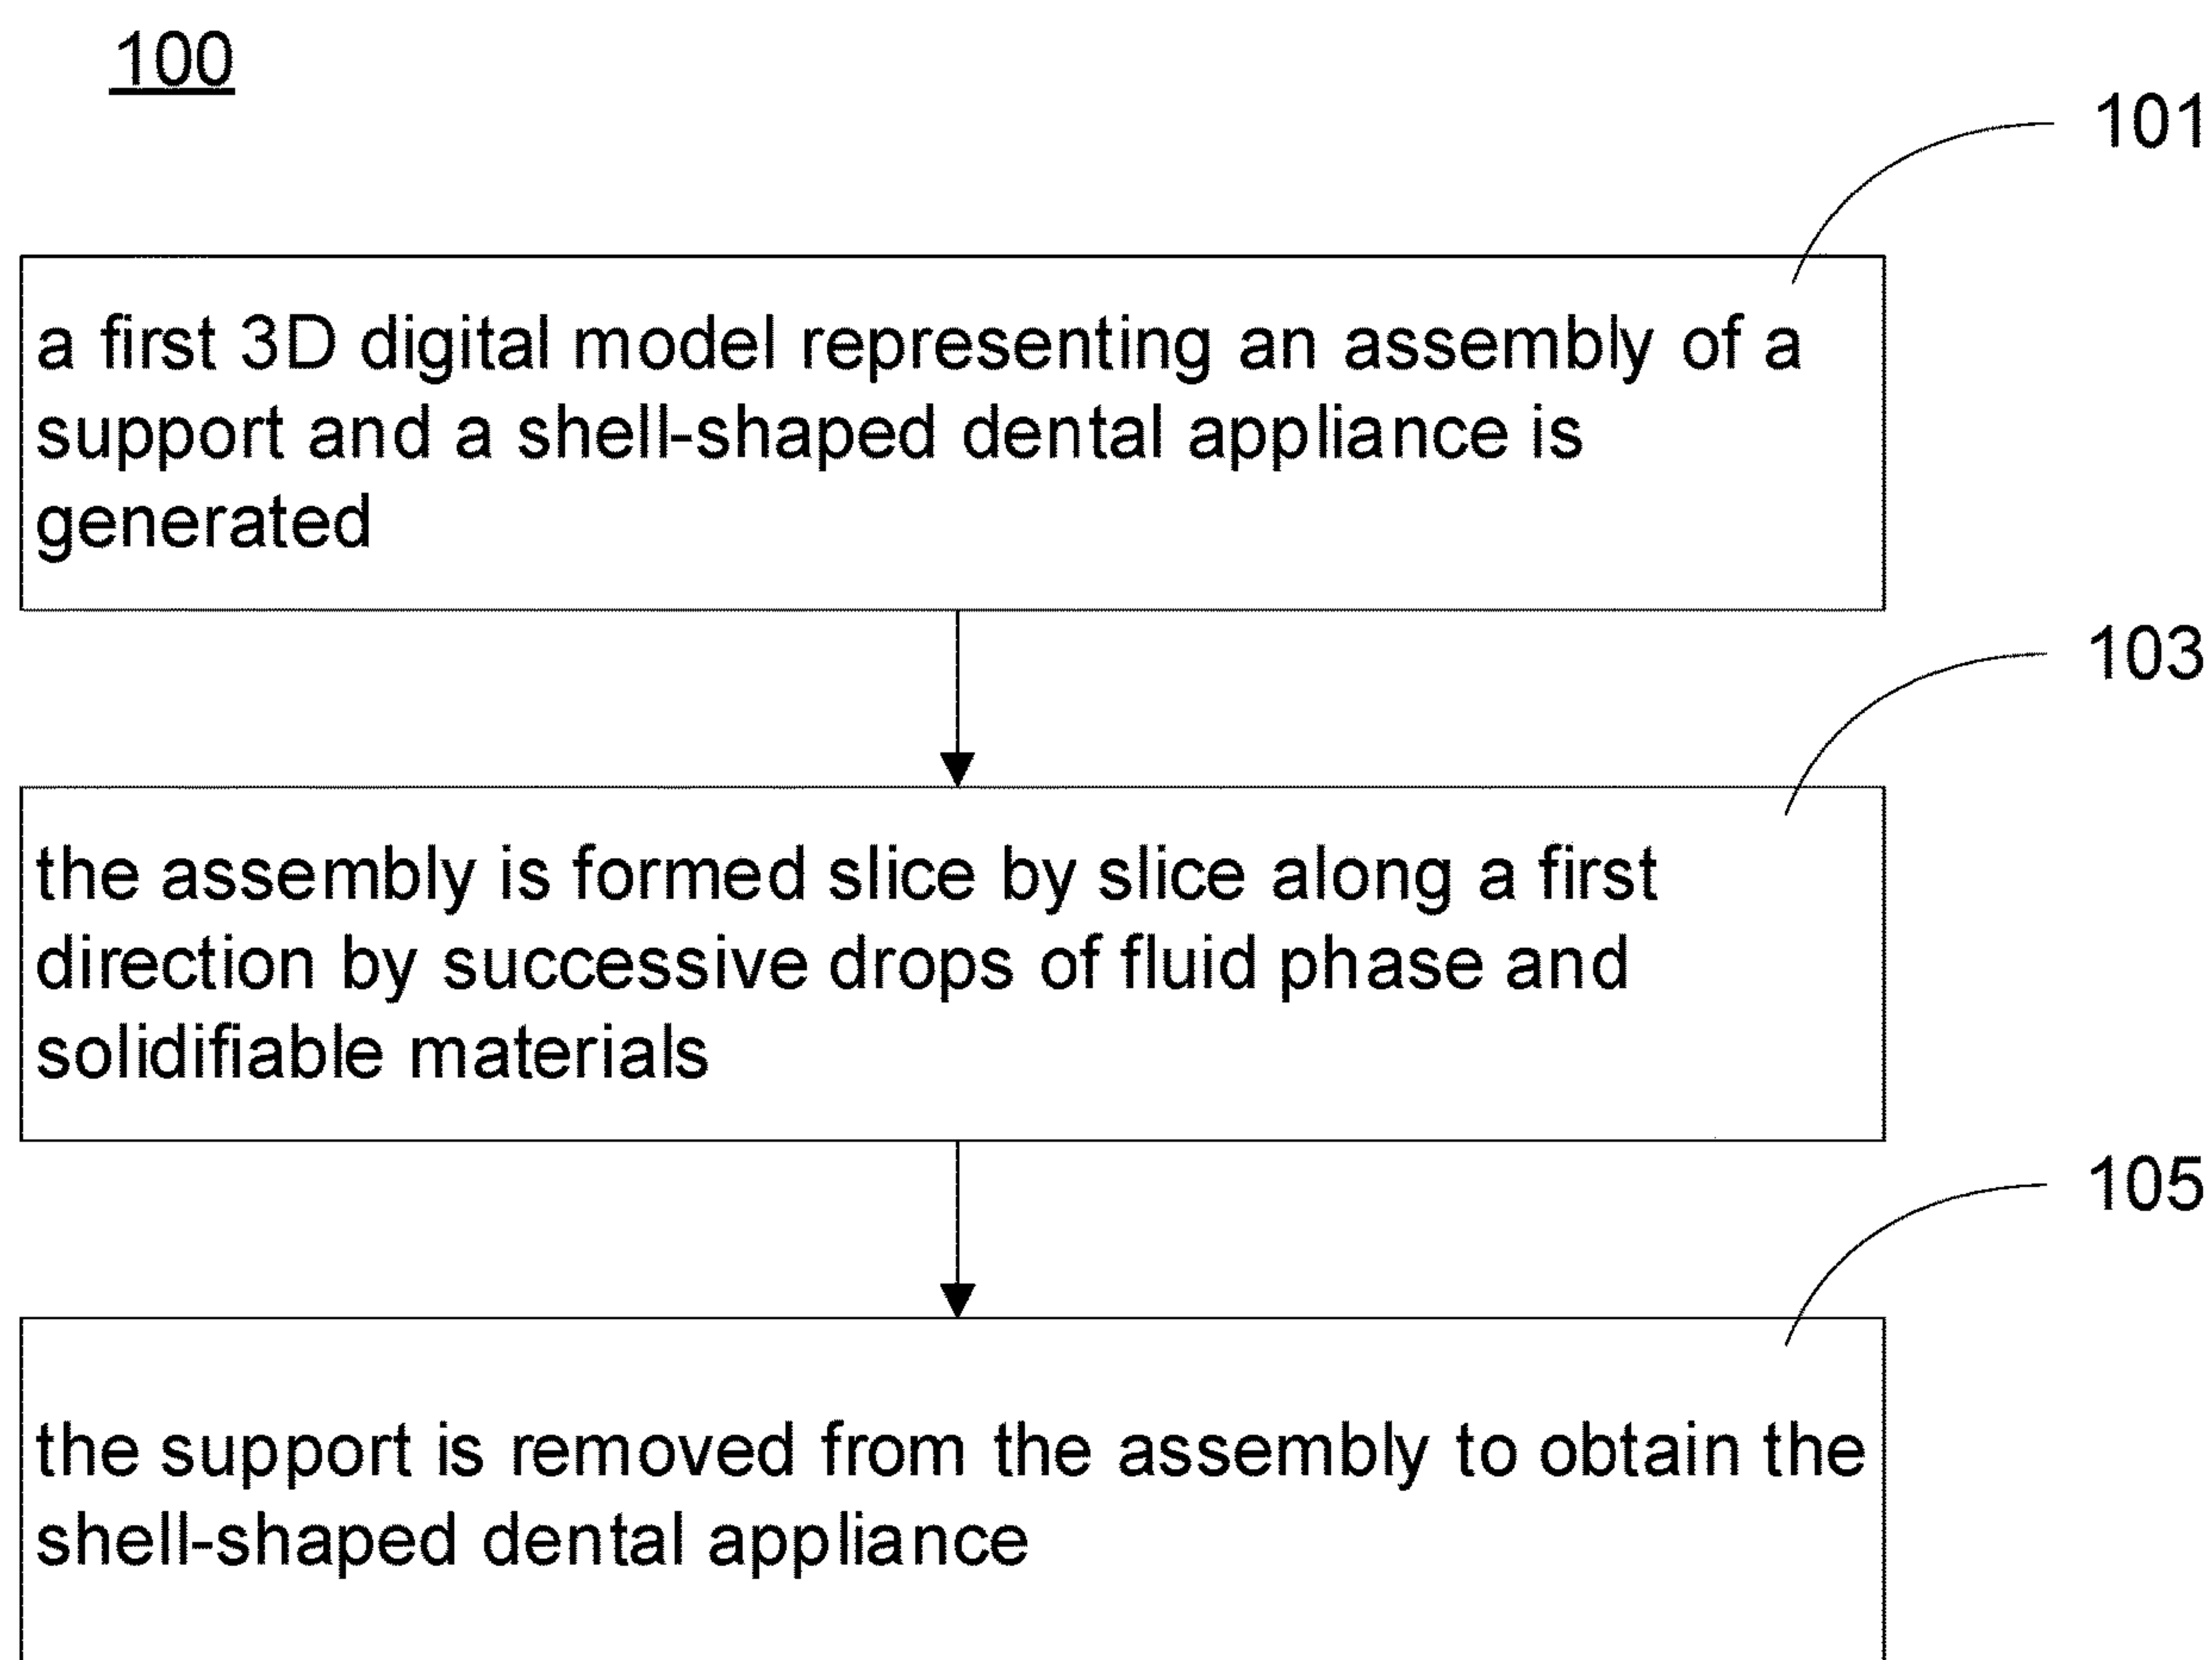 100
101
a first 3D digital model representing an assembly of a
support and a shell-shaped dental appliance is
generated
103
the assembly is formed slice by slice along a first
direction by successive drops of fluid phase and
solidifiable materials
105
the support is removed from the assembly to obtain the
shell-shaped dental appliance